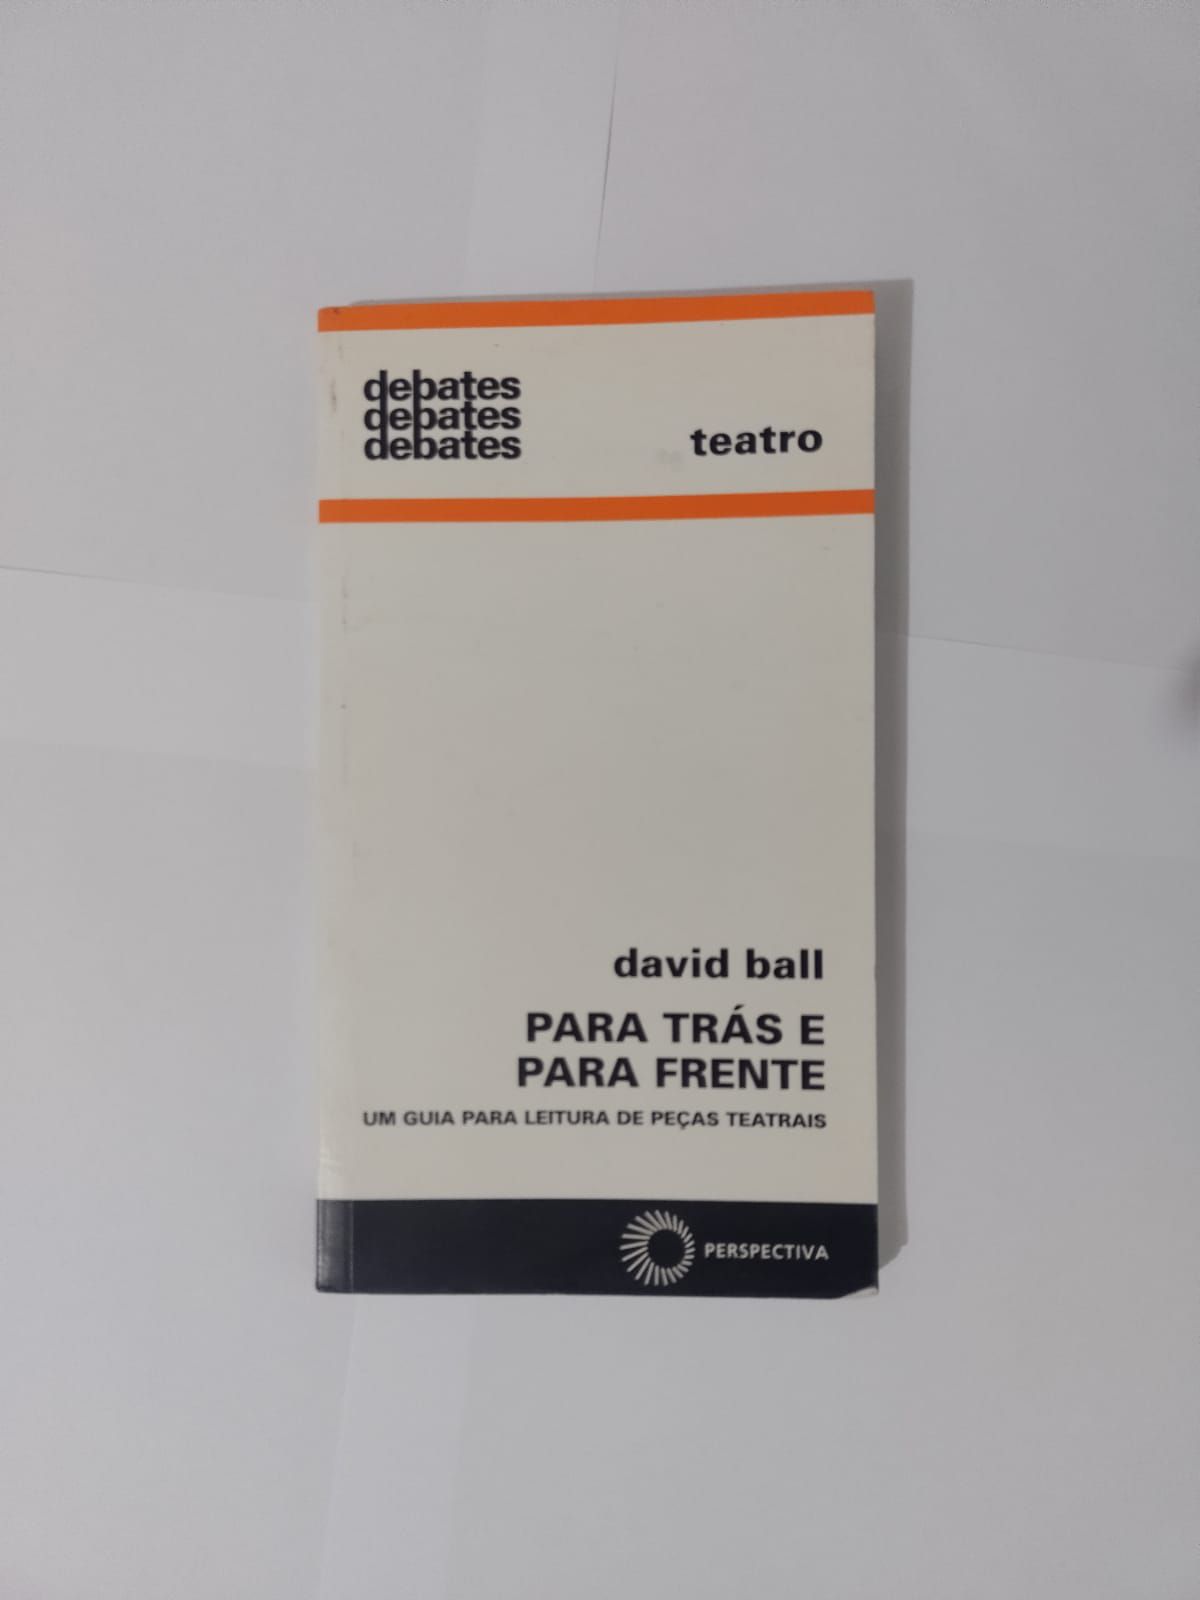 debates
debates
debates
teatro
david ball
PARA TRÁS E
PARA FRENTE
UM GUIA PARA LEITURA DE PEÇAS TEATRAIS
PERSPECTIVA